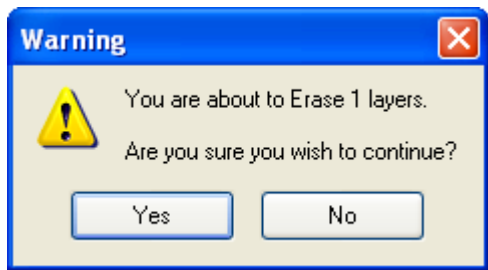 Warning
You are about to Erase 1 layers.
Are you sure you wish to continue?
Yes No